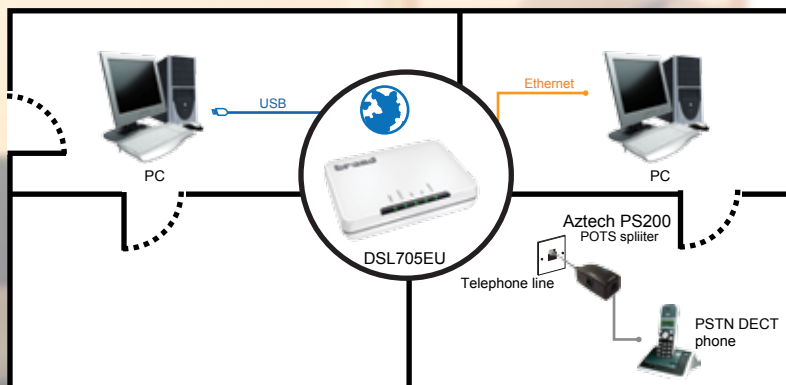 USB
Ethernet
PC
PC
DSL705EU
Aztech PS200
POTS spliiter
Telephone line
PSTN DECT
phone